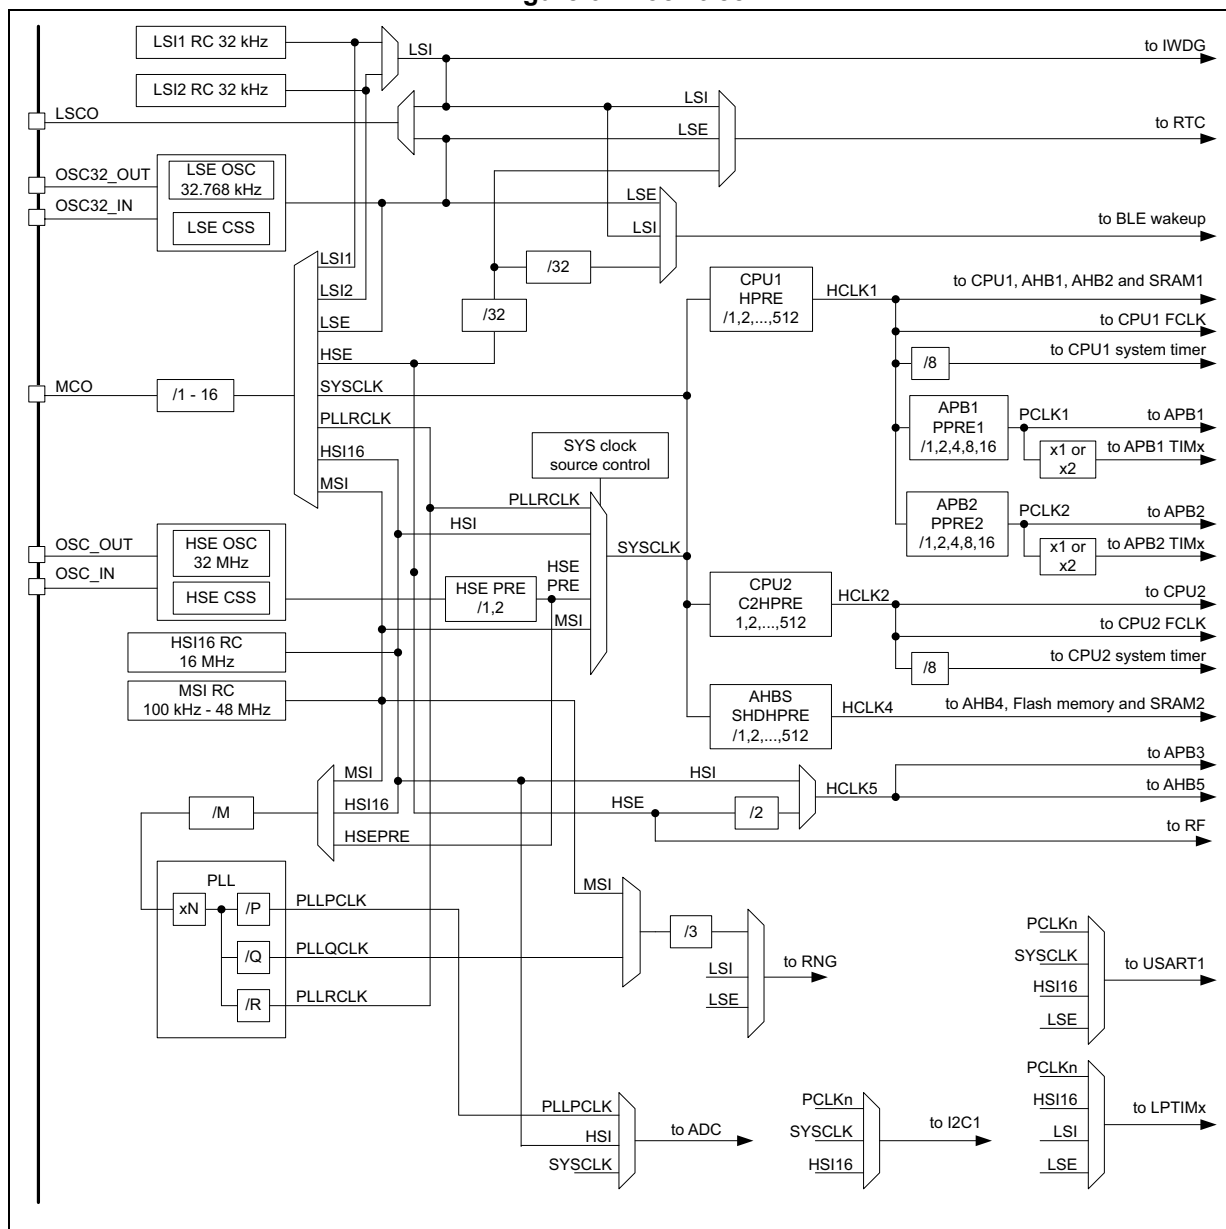 LSI1 RC 32 kHz
LSI
to IWDG
LSI2 RC 32 kHz
LSCO
LSI
LSE
to RTC
OSC32_OUT
LSE OSC
32.768 kHz
OSC32_IN
LSE CSS
LSE
LSI
to BLE wakeup
LSI1
/32
LSI2
/32
CPU1
HPRE
/1,2,...,512
HCLK1
to CPU1, AHB1, AHB2 and SRAM1
LSE
to CPU1 FCLK
HSE
/8
to CPU1 system timer
MCO
/1 - 16
SYSCLK
PLLRCLK
APB1
PPRE1
/1,2,4,8,16
PCLK1
to APB1
x1 or
x2
to APB1 TIMx
HSI16
SYS clock
source control
MSI
PLLRCLK
HSI
APB2
PPRE2
/1,2,4,8,16
PCLK2
to APB2
x1 or
x2
to APB2 TIMx
OSC_OUT
HSE OSC
32 MHz
OSC_IN
HSE CSS
SYSCLK
HSE PRE
/1,2
HSE
PRE
MSI
CPU2
C2HPRE
1,2,...,512
HCLK2
to CPU2
to CPU2 FCLK
/8
to CPU2 system timer
HSI16 RC
16 MHz
MSI RC
100 kHz - 48 MHz
AHBS
SHDHPRE
/1,2,...,512
HCLK4
to AHB4, Flash memory and SRAM2
MSI
HSI
to APB3
HCLK5
to AHB5
/M
HSI16
HSE
/2
HSEPRE
to RF
PLL
xN
/P
PLLPCLK
MSI
/Q
PLLQCLK
/3
/R
PLLRCLK
LSI
LSE
to RNG
PCLKn
SYSCLK
HSI16
LSE
to USART1
PLLPCLK
HSI
SYSCLK
to ADC
PCLKn
SYSCLK
HSI16
to I2C1
PCLKn
HSI16
LSI
LSE
to LPTIMx